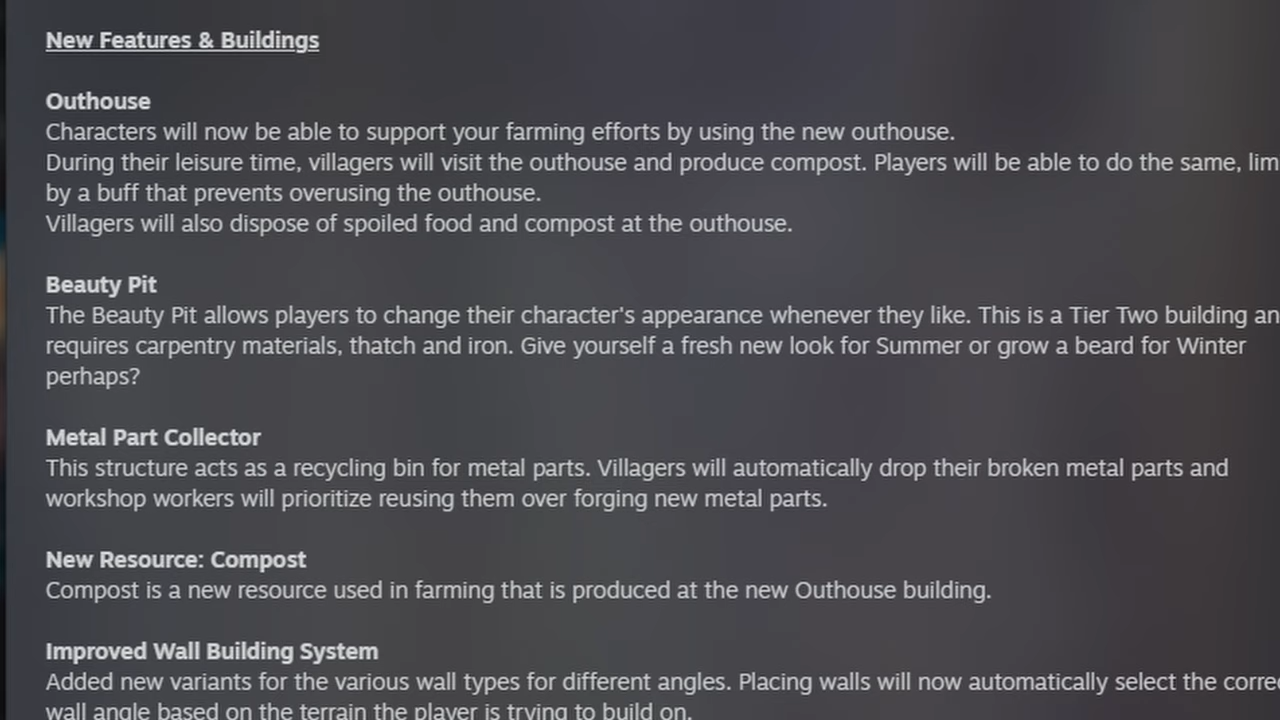 New Features & Buildings
Outhouse
Characters will now be able to support your farming efforts by using the new outhouse.
During their leisure time, villagers will visit the outhouse and produce compost. Players will be able to do the same, lim
by a buff that prevents overusing the outhouse.
Villagers will also dispose of spoiled food and compost at the outhouse.
Beauty Pit
The Beauty Pit allows players to change their character's appearance whenever they like. This is a Tier Two building an
requires carpentry materials, thatch and iron. Give yourself a fresh new look for Summer or grow a beard for Winter
perhaps?
Metal Part Collector
This structure acts as a recycling bin for metal parts. Villagers will automatically drop their broken metal parts and
workshop workers will prioritize reusing them over forging new metal parts.
New Resource: Compost
Compost is a new resource used in farming that is produced at the new Outhouse building.
Improved Wall Building System
Added new variants for the various wall types for different angles. Placing walls will now automatically select the corre
wall angle based on the terrain the player is trying to build on.